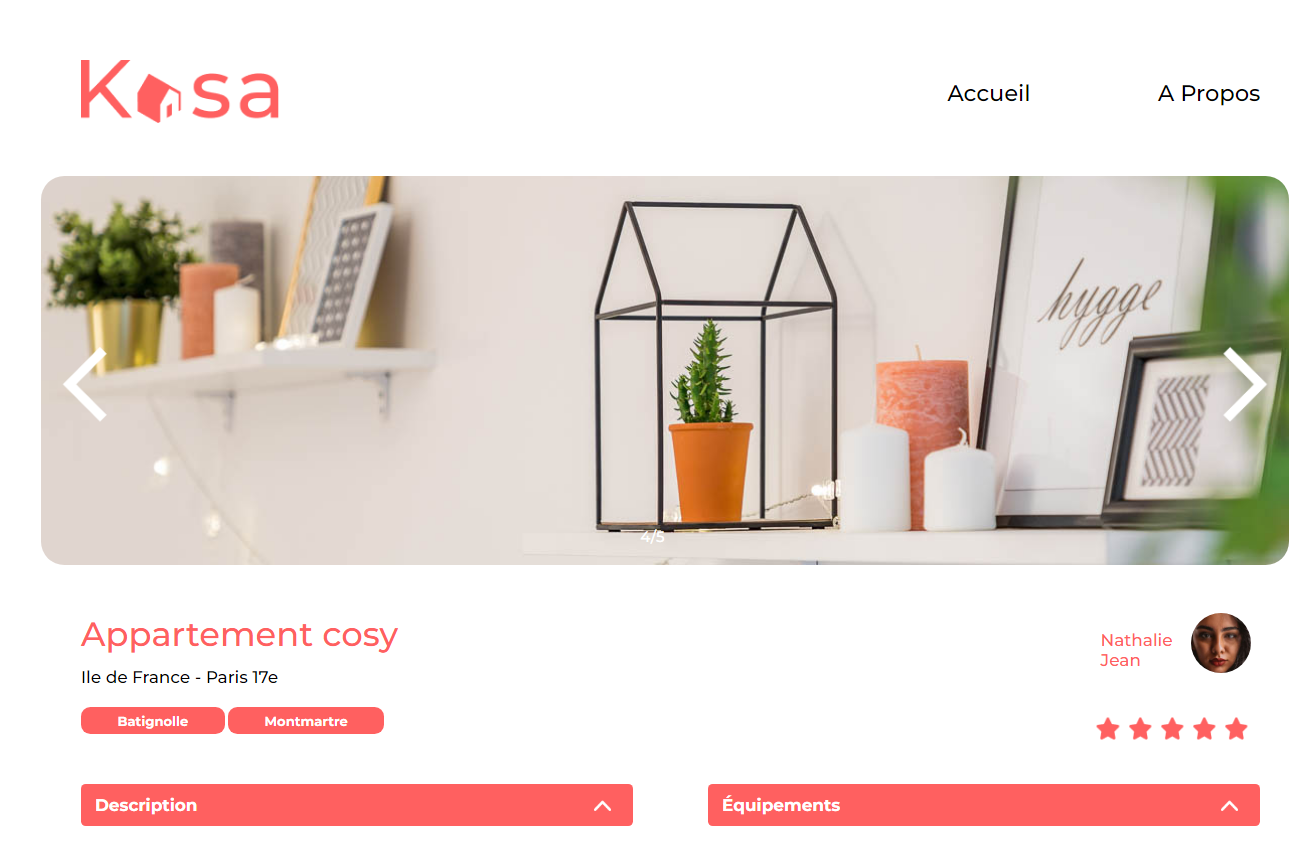 Kasa
Accueil
A Propos
hygge
4/5
Appartement cosy
Nathalie
Jean
Ile de France - Paris 17e
Batignolle
Montmartre
Description
Équipements